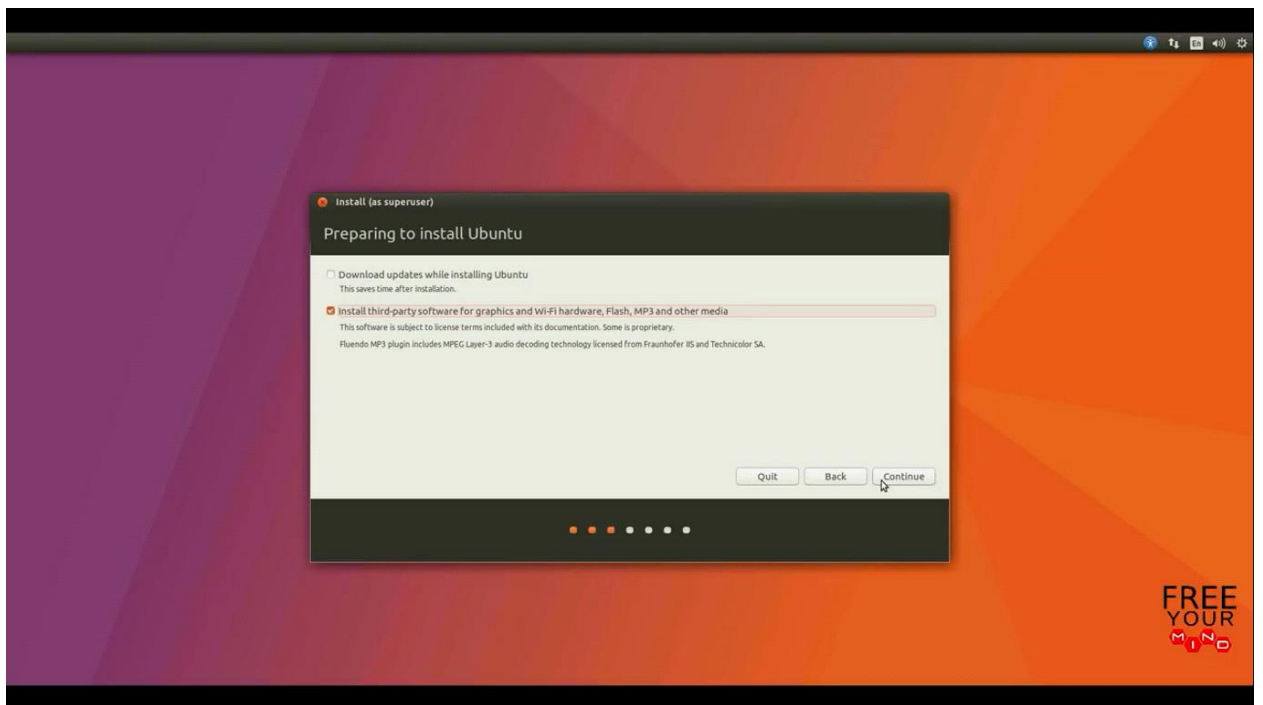 En
Install (as superuser)
Preparing to install Ubuntu
Download updates while installing Ubuntu
This saves time after installation.
Install third-party software for graphics and Wi-Fi hardware, Flash, MP3 and other media
This software is subject to license terms included with its documentation. Some is proprietary.
Fluendo MP3 plugin includes MPEG Layer-3 audio decoding technology licensed from Fraunhofer IIS and Technicolor SA.
Quit Back Continue
FREE
YOUR
MIND